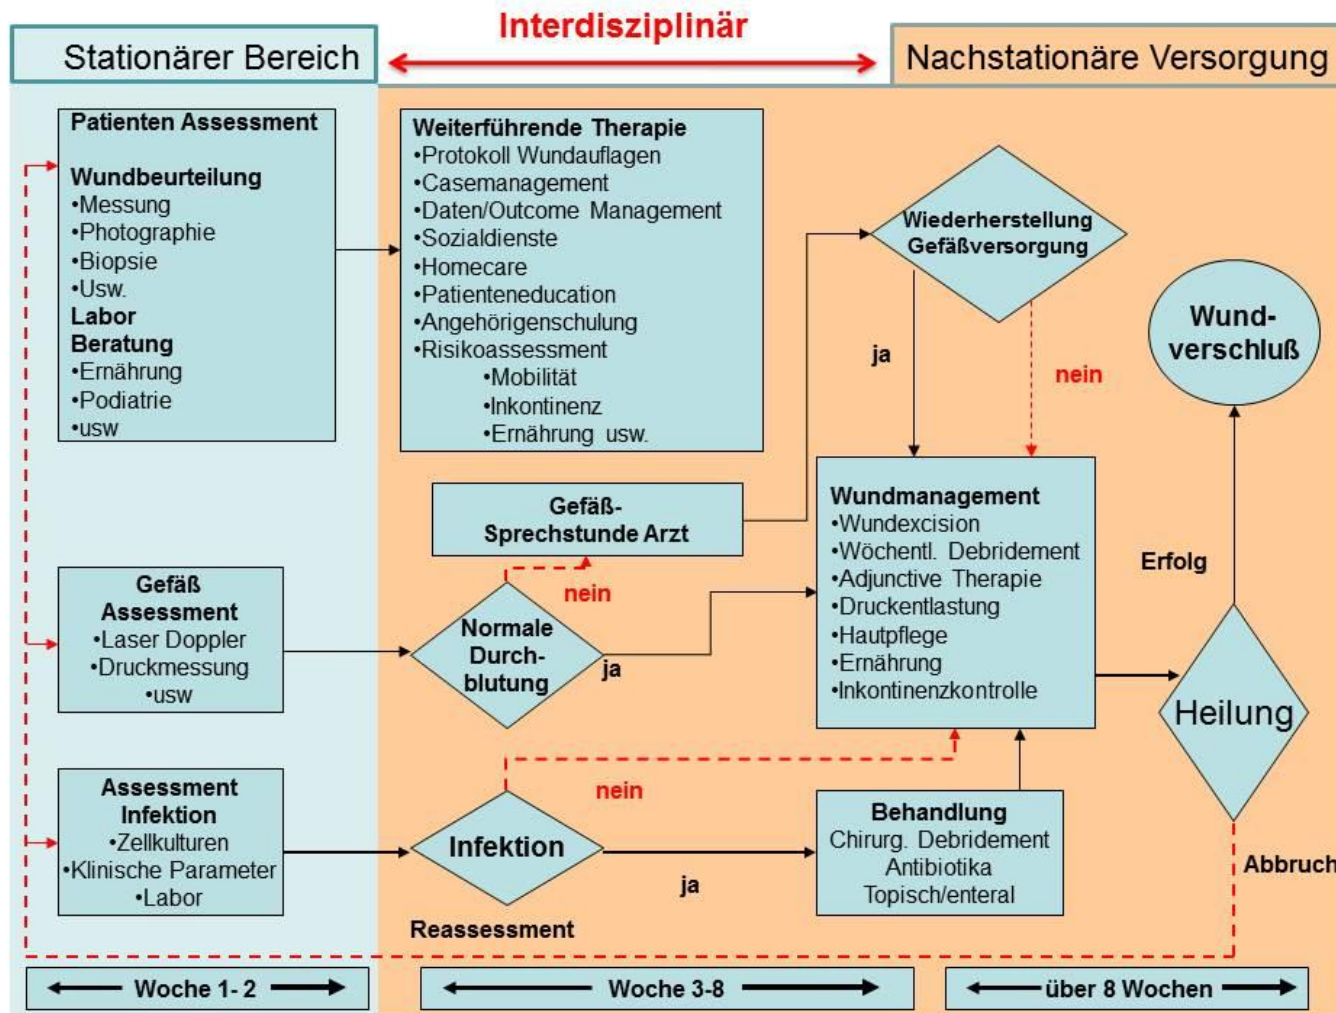 Interdisziplinär
Stationärer Bereich
Nachstationäre Versorgung
Patienten Assessment
Wundbeurteilung
•Messung
•Photographie
•Biopsie
•Usw.
Labor
Beratung
•Ernährung
•Podiatrie
•usw
Weiterführende Therapie
•Protokoll Wundauflagen
•Casemanagement
•Daten/Outcome Management
•Sozialdienste
•Homecare
•Patienteneducation
•Angehörigenschulung
•Risikoassessment
•Mobilität
•Inkontinenz
•Ernährung usw.
Wiederherstellung
Gefäßversorgung
ja
nein
Wund-
verschluß
Gefäß-
Sprechstunde Arzt
nein
Gefäß
Assessment
•Laser Doppler
•Druckmessung
•usw
Normale
Durch-
blutung
ja
Wundmanagement
•Wundexcision
•Wöchentl. Debridement
•Adjunctive Therapie
•Druckentlastung
•Hautpflege
•Ernährung
•Inkontinenzkontrolle
Erfolg
Heilung
Assessment
Infektion
•Zellkulturen
•Klinische Parameter
•Labor
Infektion
nein
ja
Behandlung
Chirurg. Debridement
Antibiotika
Topisch/enteral
Abbruch
Reassessment
Woche 1- 2
Woche 3-8
über 8 Wochen